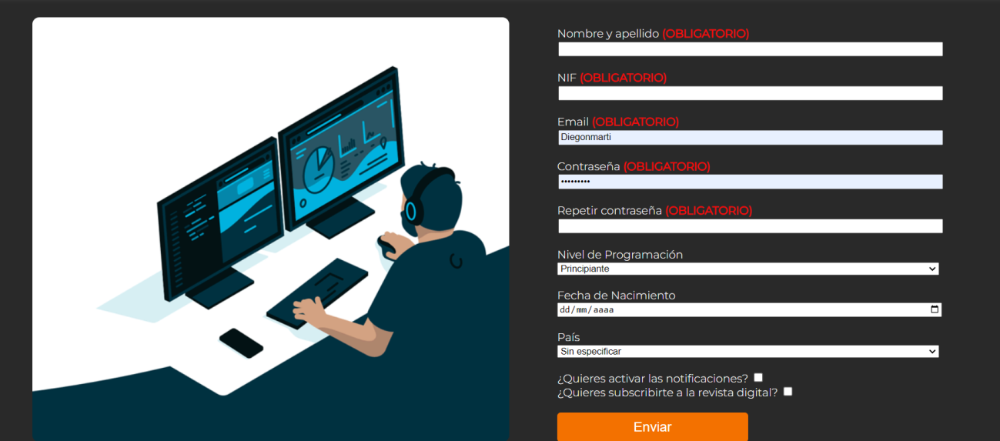 Nombre y apellido (OBLIGATORIO)
NIF (OBLIGATORIO)
Email (OBLIGATORIO)
Diegonmarti
Contraseña (OBLIGATORIO)
•••••••••
Repetir contraseña (OBLIGATORIO)
Nivel de Programación
Principiante
Fecha de Nacimiento
dd/mm/aaaa
País
Sin especificar
¿Quieres activar las notificaciones?
¿Quieres subscribirte a la revista digital?
Enviar